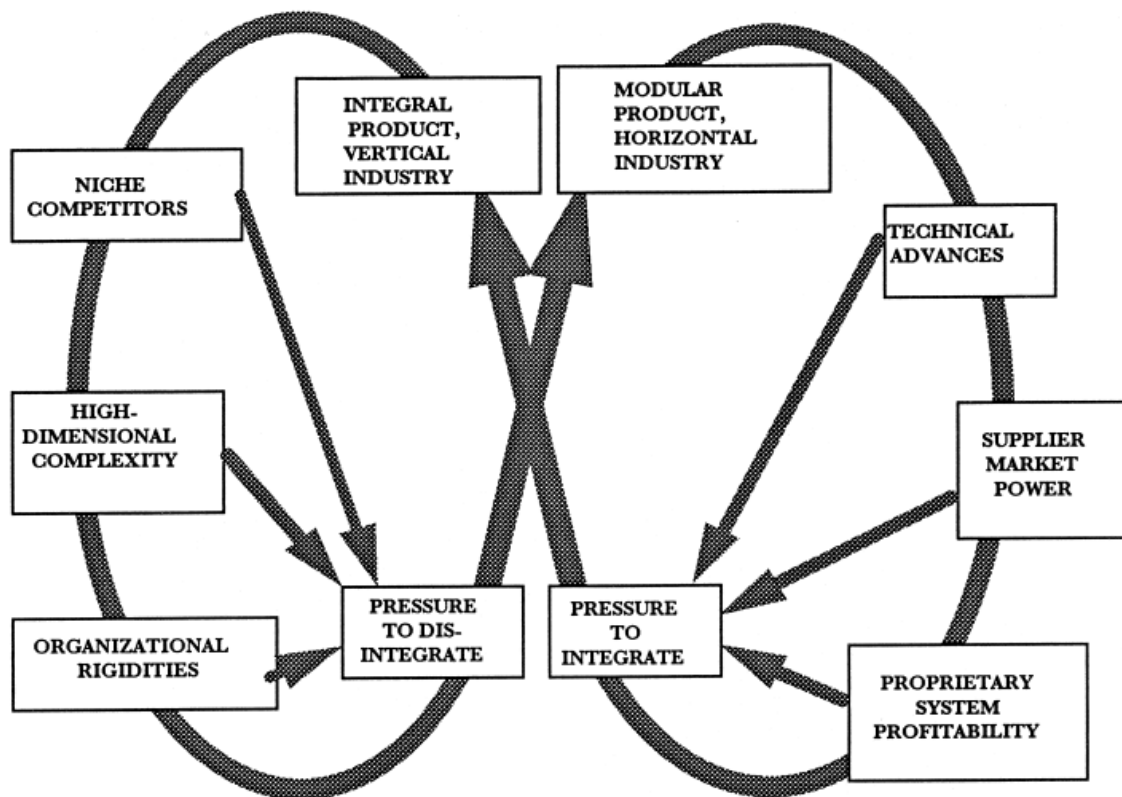 INTEGRAL
PRODUCT,
VERTICAL
INDUSTRY
MODULAR
PRODUCT,
HORIZONTAL
INDUSTRY
NICHE
COMPETITORS
TECHNICAL
ADVANCES
HIGH-
DIMENSIONAL
COMPLEXITY
SUPPLIER
MARKET
POWER
ORGANIZATIONAL
RIGIDITIES
PRESSURE
TO DIS-
INTEGRATE
PRESSURE
TO
INTEGRATE
PROPRIETARY
SYSTEM
PROFITABILITY